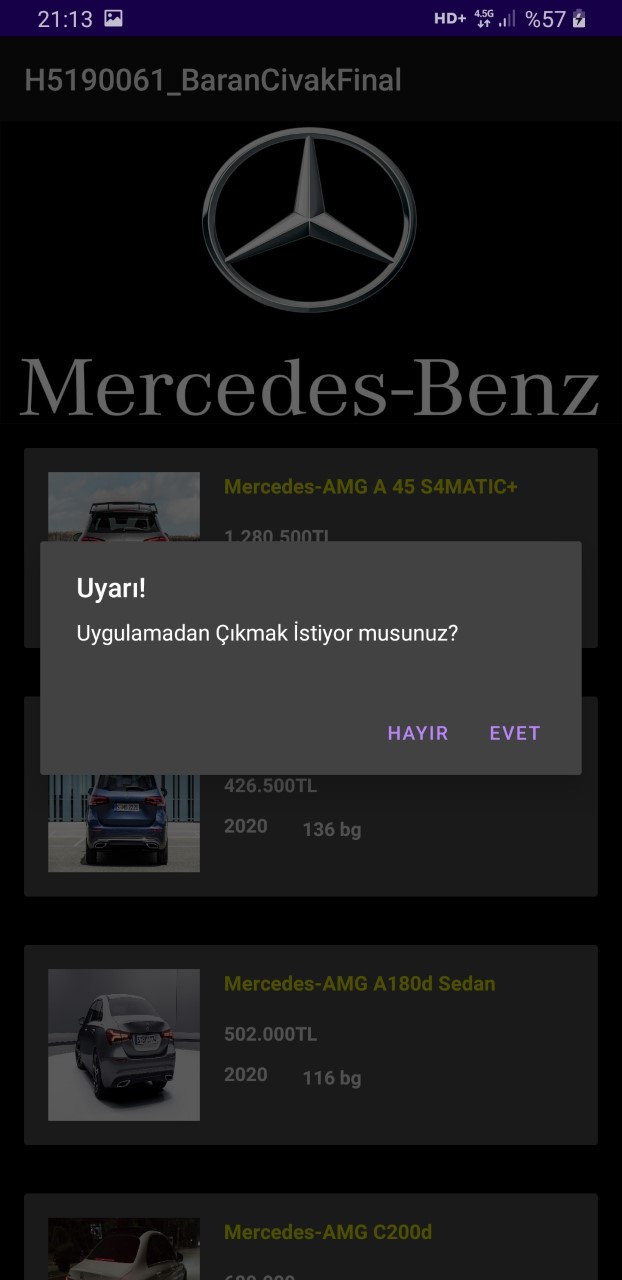 21:13 HD+ 4.5G %57
H5190061_BaranCivakFinal
Mercedes-Benz
Mercedes-AMG A 45 S4MATIC+
1.280.500TL
Uyarı!
Uygulamadan Çıkmak İstiyor musunuz?
HAYIR EVET
426.500TL
2020 136 bg
Mercedes-AMG A180d Sedan
502.000TL
2020 116 bg
Mercedes-AMG C200d